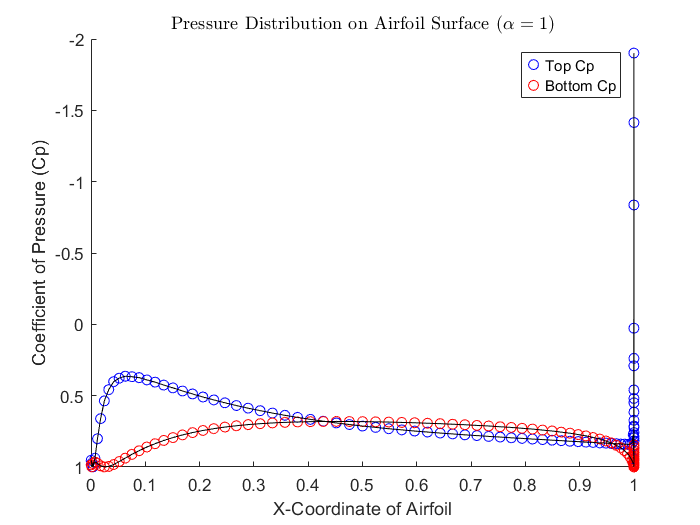 Pressure Distribution on Airfoil Surface (α = 1)
-2
-1.5
-1
-0.5
0
0.5
1
Coefficient of Pressure (Cp)
Top Cp
Bottom Cp
0 0.1 0.2 0.3 0.4 0.5 0.6 0.7 0.8 0.9 1
X-Coordinate of Airfoil